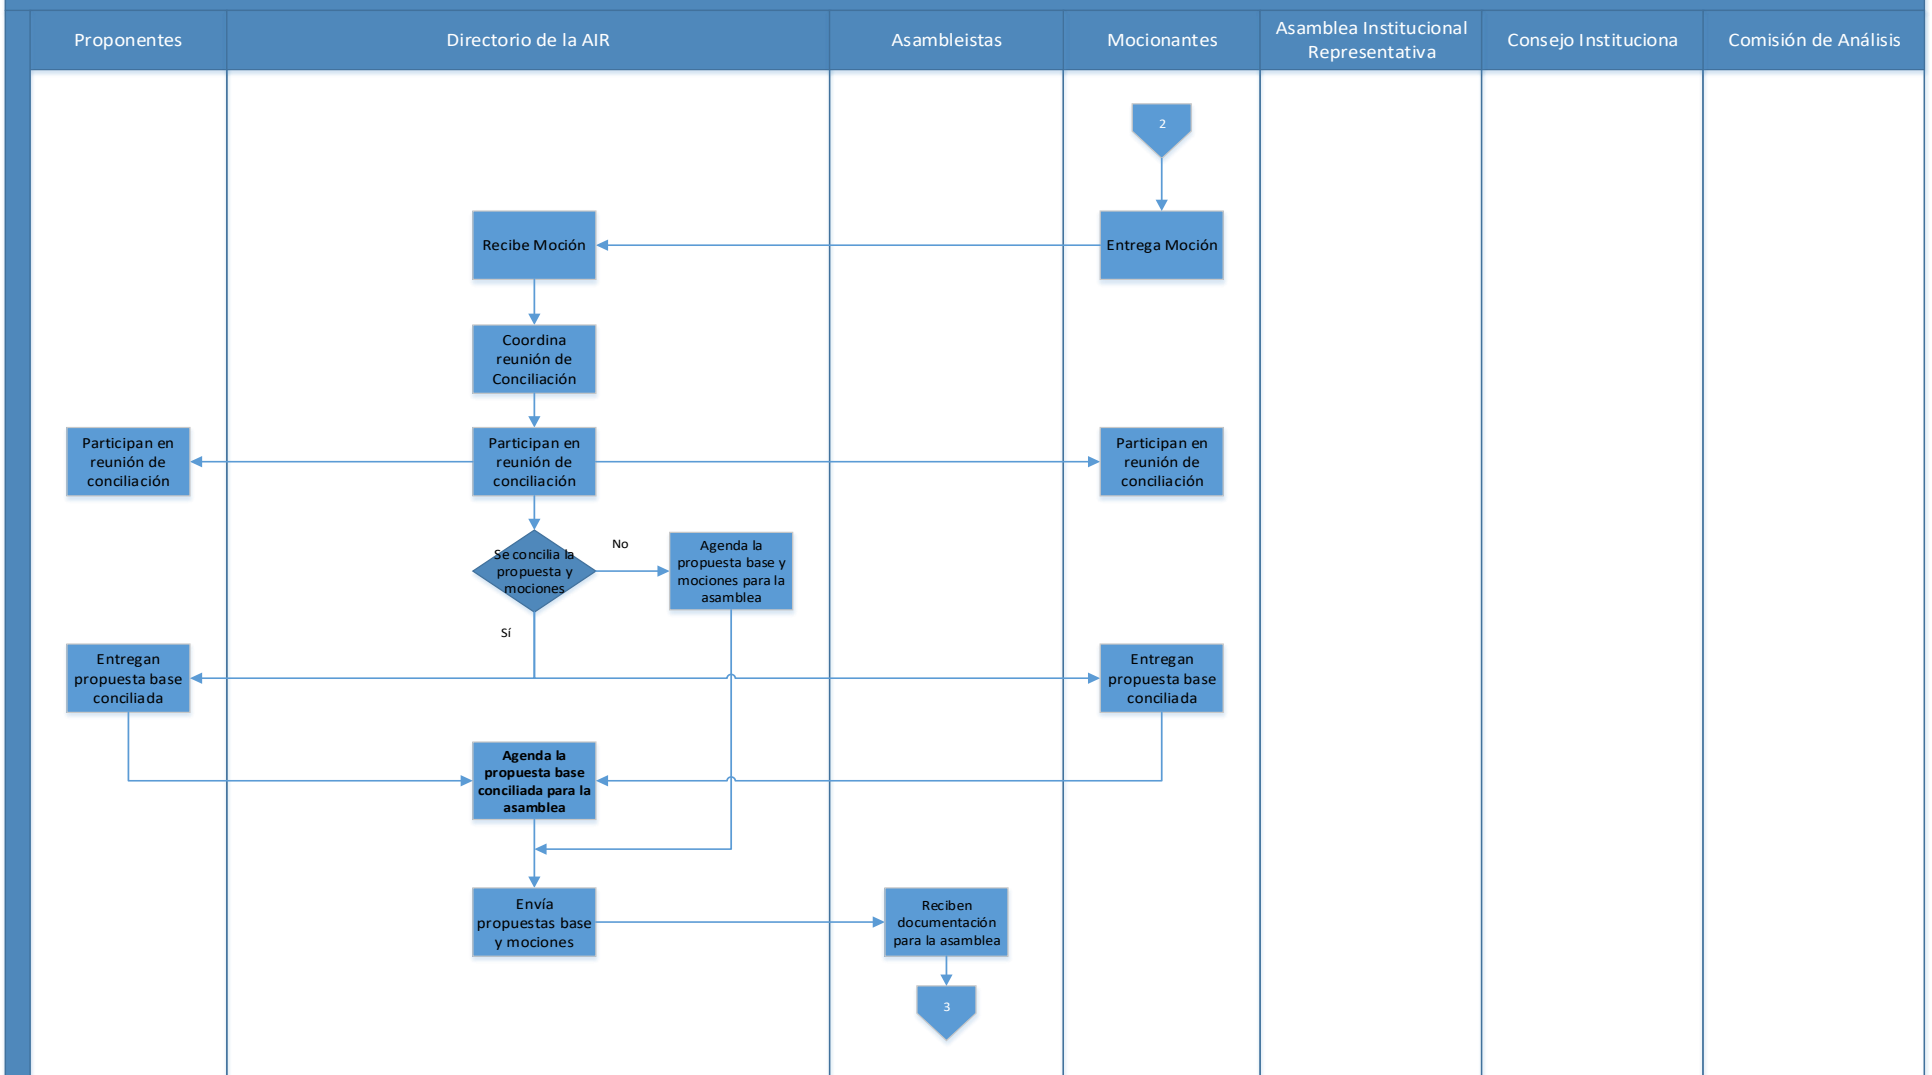 Proponentes
Directorio de la AIR
Asambleistas
Mocionantes
Asamblea Institucional
Representativa
Consejo Instituciona
Comisión de Análisis
2
Recibe Moción
Entrega Moción
Coordina
reunión de
Conciliación
Participan en
reunión de
conciliación
Participan en
reunión de
conciliación
Participan en
reunión de
conciliación
Se concilia la
propuesta y
mociones
No
Agenda la
propuesta base y
mociones para la
asamblea
Sí
Entregan
propuesta base
conciliada
Entregan
propuesta base
conciliada
Agenda la
propuesta base
conciliada para la
asamblea
Envía
propuestas base
y mociones
Reciben
documentación
para la asamblea
3